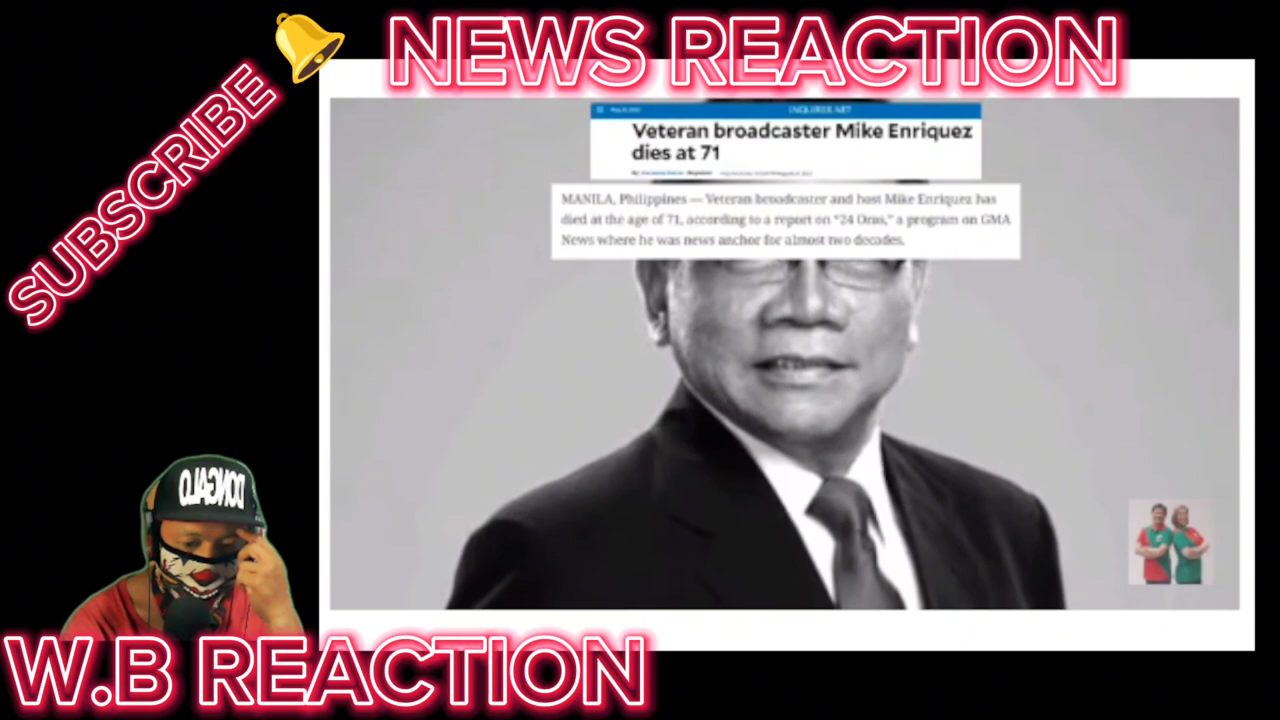 NEWS REACTION
SUBSCRIBE
INQUIRER.NET
Veteran broadcaster Mike Enriquez
dies at 71
MANILA, Philippines — Veteran broadcaster and host Mike Enriquez has
died at the age of 71, according to a report on “24 Oras,” a program on GMA
News where he was news anchor for almost two decades.
DONGALO
W.B REACTION